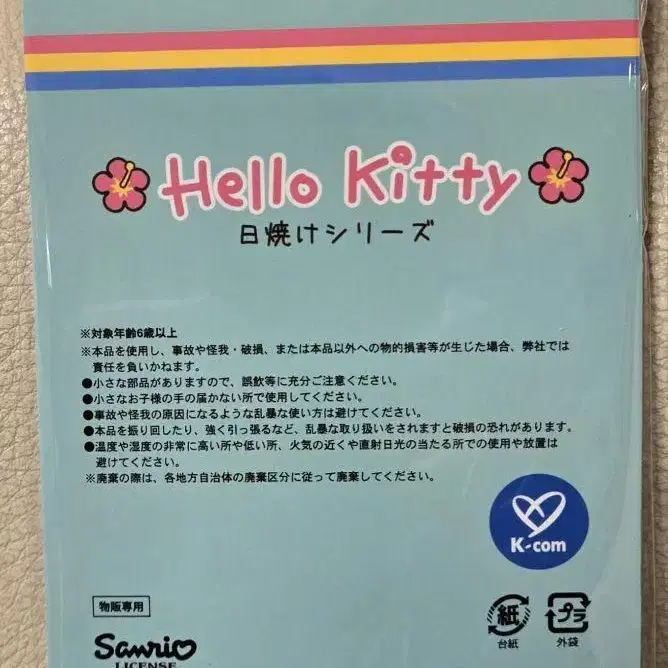 Hello Kitty
日焼けシリーズ
※対象年齢6歳以上
※本品を使用し、事故や怪我・破損、または本品以外への物的損害等が生じた場合、弊社では
責任を負いかねます。
●小さな部品がありますので、誤飲等に充分ご注意ください。
●小さなお子様の手の届かない所で使用してください。
●事故や怪我の原因になるような乱暴な使い方は避けてください。
●本品を振り回したり、強く引っ張るなど、乱暴な取り扱いをされますと破損の恐れがあります。
●温度や湿度の非常に高い所や低い所、火気の近くや直射日光の当たる所での使用や放置は
避けてください。
※廃棄の際は、各地方自治体の廃棄区分に従って廃棄してください。
K-com
物販専用
紙
プラ
台紙
外袋
Sanrio
LICENSE